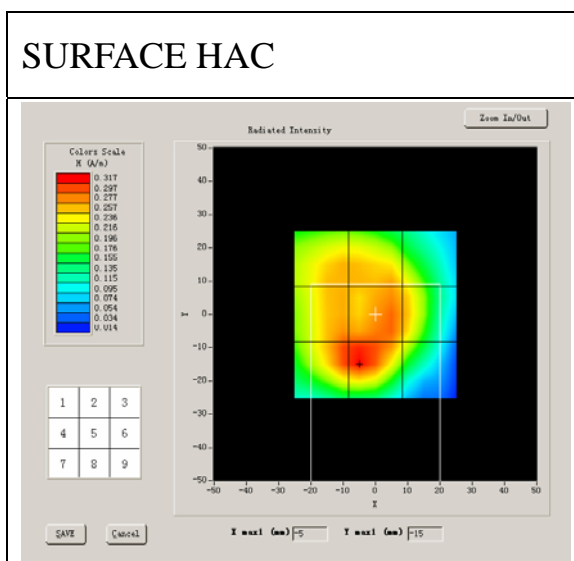 SURFACE HAC
Zoom In/Out
Radiated Intensity
Colors Scale
H (A/m)
0.317
0.297
0.277
0.257
0.236
0.216
0.196
0.176
0.155
0.135
0.115
0.095
0.074
0.054
0.034
0.014
50
40
30
20
10
0
-10
-20
-30
-40
-50
Y
-50 -40 -30 -20 -10 0 10 20 30 40 50
X
1 2 3
4 5 6
7 8 9
SAVE Cancel
X max1 (mm) -5 Y max1 (mm) -15